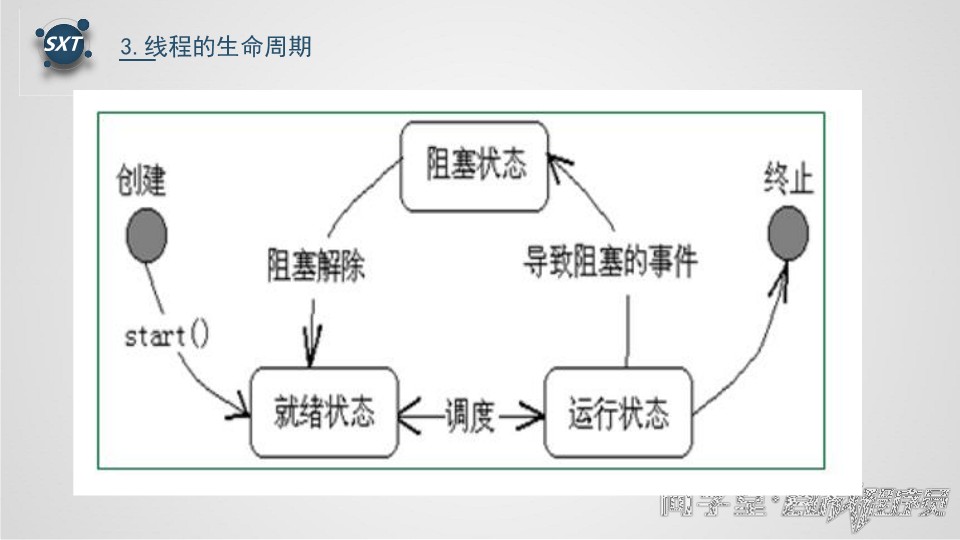 SXT
3. 线程的生命周期
阻塞状态
创建
终止
阻塞解除
导致阻塞的事件
start()
就绪状态
调度
运行状态